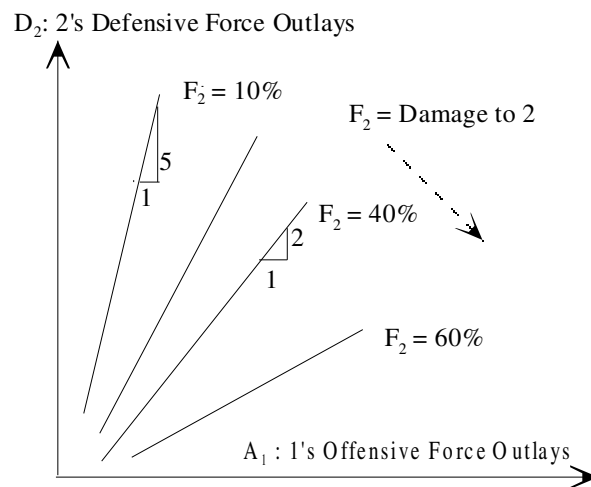 D₂: 2's Defensive Force Outlays
F₂ = 10%
F₂ = Damage to 2
5
1
F₂ = 40%
2
1
F₂ = 60%
A₁ : 1's Offensive Force Outlays